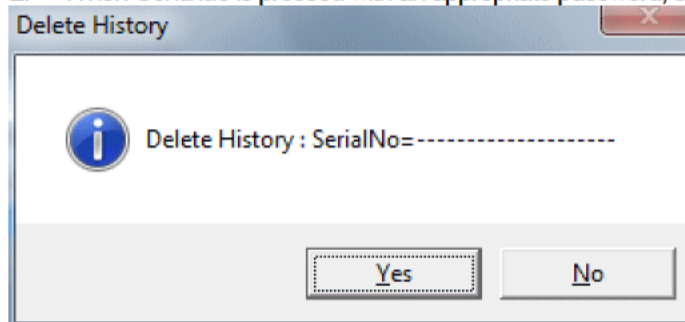 Delete History
Delete History : SerialNo=--------------------
Yes
No